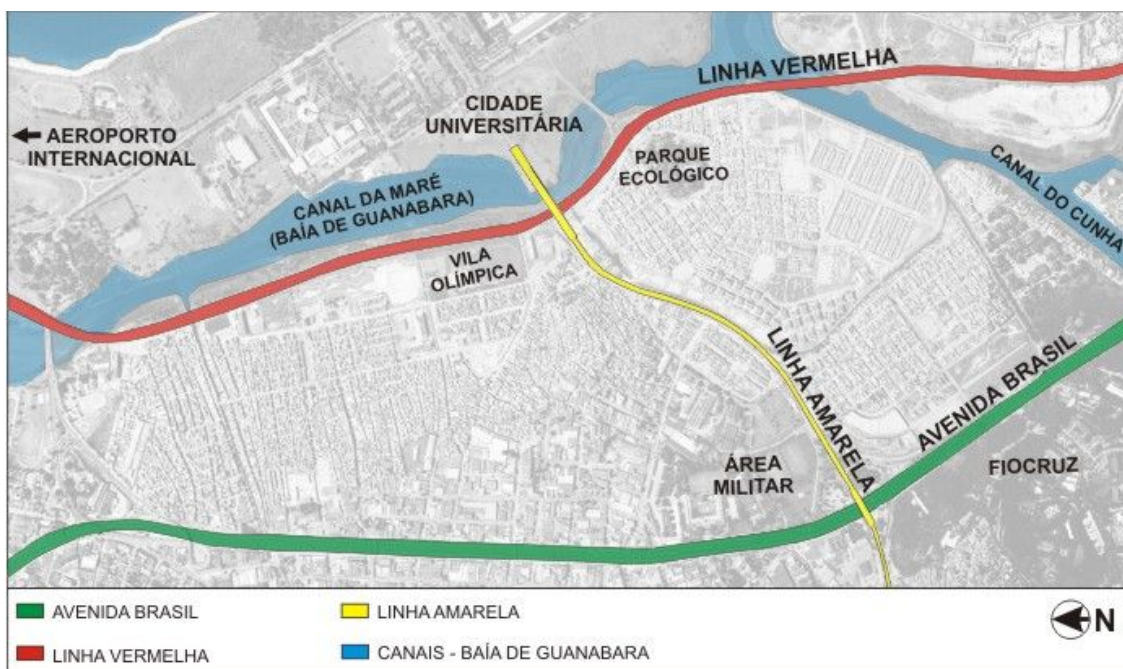 LINHA VERMELHA
CIDADE
UNIVERSITÁRIA
AEROPORTO
INTERNACIONAL
PARQUE
ECOLÓGICO
CANAL DO CUNHA
CANAL DA MARÉ
(BAÍA DE GUANABARA)
VILA
OLÍMPICA
LINHA AMARELA
AVENIDA BRASIL
ÁREA
MILITAR
FIOCRUZ
AVENIDA BRASIL
LINHA AMARELA
N
LINHA VERMELHA
CANAIS - BAÍA DE GUANABARA